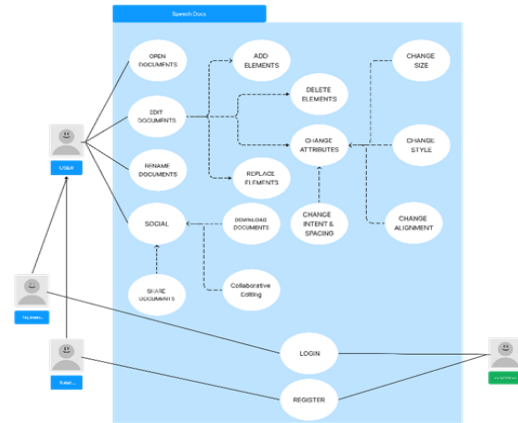 Speech Docs
OPEN
DOCUMENTS
ADD
ELEMENTS
CHANGE
SIZE
DELETE
ELEMENTS
EDIT
DOCUMENTS
CHANGE
ATTRIBUTES
CHANGE
STYLE
RENAME
DOCUMENTS
REPLACE
ELEMENTS
SOCIAL
DOWNLOAD
DOCUMENTS
CHANGE
INTENT &
SPACING
CHANGE
ALIGNMENT
SHARE
DOCUMENTS
Collaborative
Editing
LOGIN
REGISTER